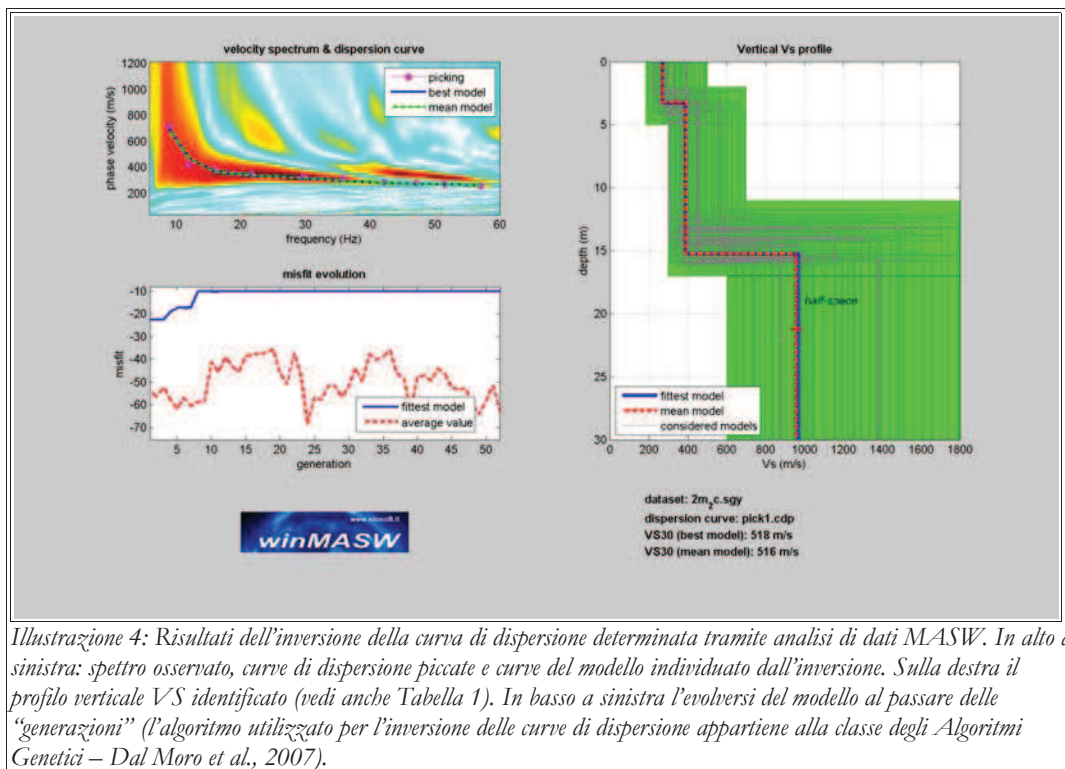 velocity spectrum & dispersion curve
1200
1000
800
600
400
200
phase velocity (m/s)
picking
best model
mean model
10 20 30 40 50 60
frequency (Hz)
misfit evolution
-10
-20
-30
-40
-50
-60
-70
misfit
fittest model
average value
5 10 15 20 25 30 35 40 45 50
generation
www.eliosoft.it
winMASW
Vertical Vs profile
0
5
10
15
20
25
30
depth (m)
half-space
fittest model
mean model
considered models
0 200 400 600 800 1000 1200 1400 1600 1800
Vs (m/s)
dataset: 2m2c.sgy
dispersion curve: pick1.cdp
VS30 (best model): 518 m/s
VS30 (mean model): 516 m/s
Illustrazione 4: Risultati dell'inversione della curva di dispersione determinata tramite analisi di dati MASW. In alto a
sinistra: spettro osservato, curve di dispersione piccate e curve del modello individuato dall'inversione. Sulla destra il
profilo verticale VS identificato (vedi anche Tabella 1). In basso a sinistra l'evolversi del modello al passare delle
“generazioni” (l'algoritmo utilizzato per l'inversione delle curve di dispersione appartiene alla classe degli Algoritmi
Genetici – Dal Moro et al., 2007).